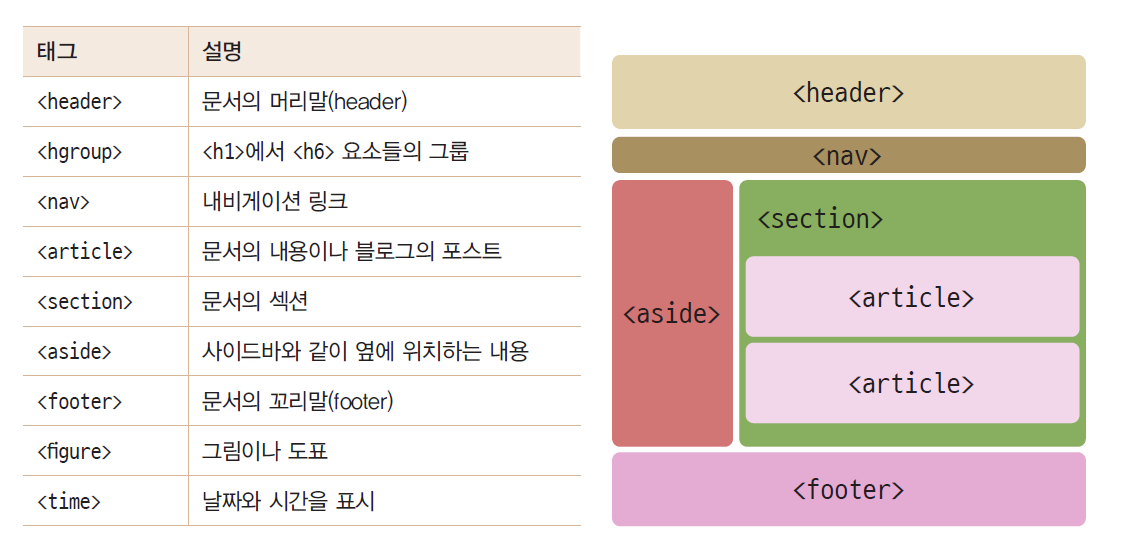 태그 설명
<header> 문서의 머리말(header)
<hgroup> <h1>에서 <h6> 요소들의 그룹
<nav> 내비게이션 링크
<article> 문서의 내용이나 블로그의 포스트
<section> 문서의 섹션
<aside> 사이드바와 같이 옆에 위치하는 내용
<footer> 문서의 꼬리말(footer)
<figure> 그림이나 도표
<time> 날짜와 시간을 표시
<header>
<nav>
<aside>
<section>
<article>
<article>
<footer>